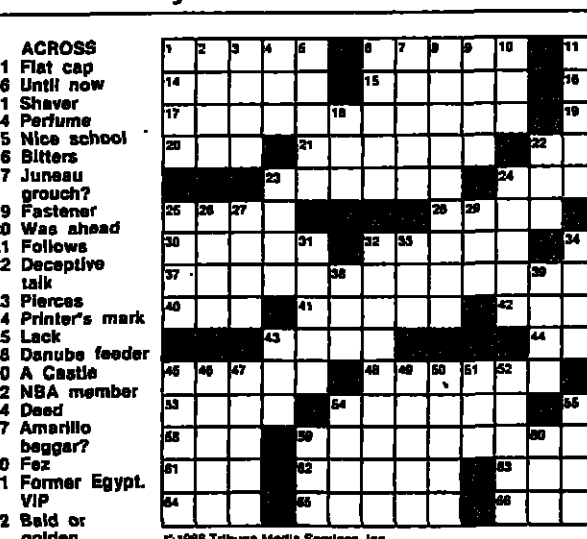 ACROSS
1 Flat cap
6 Until now
1 Shaver
4 Perfume
5 Nice school
6 Bitters
7 Juneau
grouch?
9 Fastener
0 Was ahead
1 Follows
2 Deceptive
talk
3 Pierces
4 Printer's mark
5 Lack
8 Danube feeder
0 A Castle
2 NBA member
4 Deed
7 Amarillo
beggar?
0 Fez
1 Former Egypt.
VIP
2 Bald or
golden
1 2 3 4 5 6 7 8 9 10 11
14 15 16
17 18 19
20 21 22
23 24
25 26 27 28 29
30 31 32 33 34
37 38 39
40 41 42
43 44
45 46 47 48 49 50 51 52
53 54 55
58 59 60
61 62 63
64 65 66
Tribune Media Services, Inc.